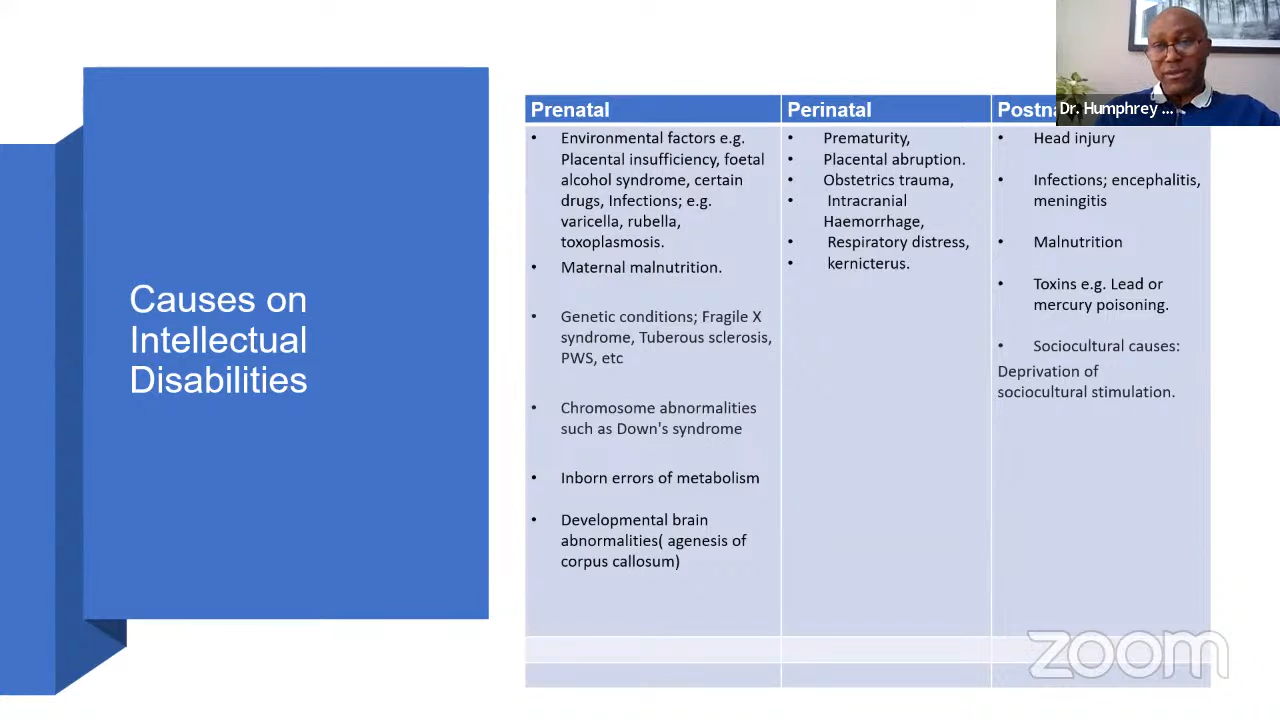 Causes on
Intellectual
Disabilities
Prenatal
• Environmental factors e.g.
Placental insufficiency, foetal
alcohol syndrome, certain
drugs, Infections; e.g.
varicella, rubella,
toxoplasmosis.
• Maternal malnutrition.
• Genetic conditions; Fragile X
syndrome, Tuberous sclerosis,
PWS, etc
• Chromosome abnormalities
such as Down's syndrome
• Inborn errors of metabolism
• Developmental brain
abnormalities( agenesis of
corpus callosum)
Perinatal
• Prematurity,
• Placental abruption.
• Obstetrics trauma,
• Intracranial
Haemorrhage,
• Respiratory distress,
• kernicterus.
• Head injury
• Infections; encephalitis,
meningitis
• Malnutrition
• Toxins e.g. Lead or
mercury poisoning.
• Sociocultural causes:
Deprivation of
sociocultural stimulation.
Dr. Humphrey ...
zoom